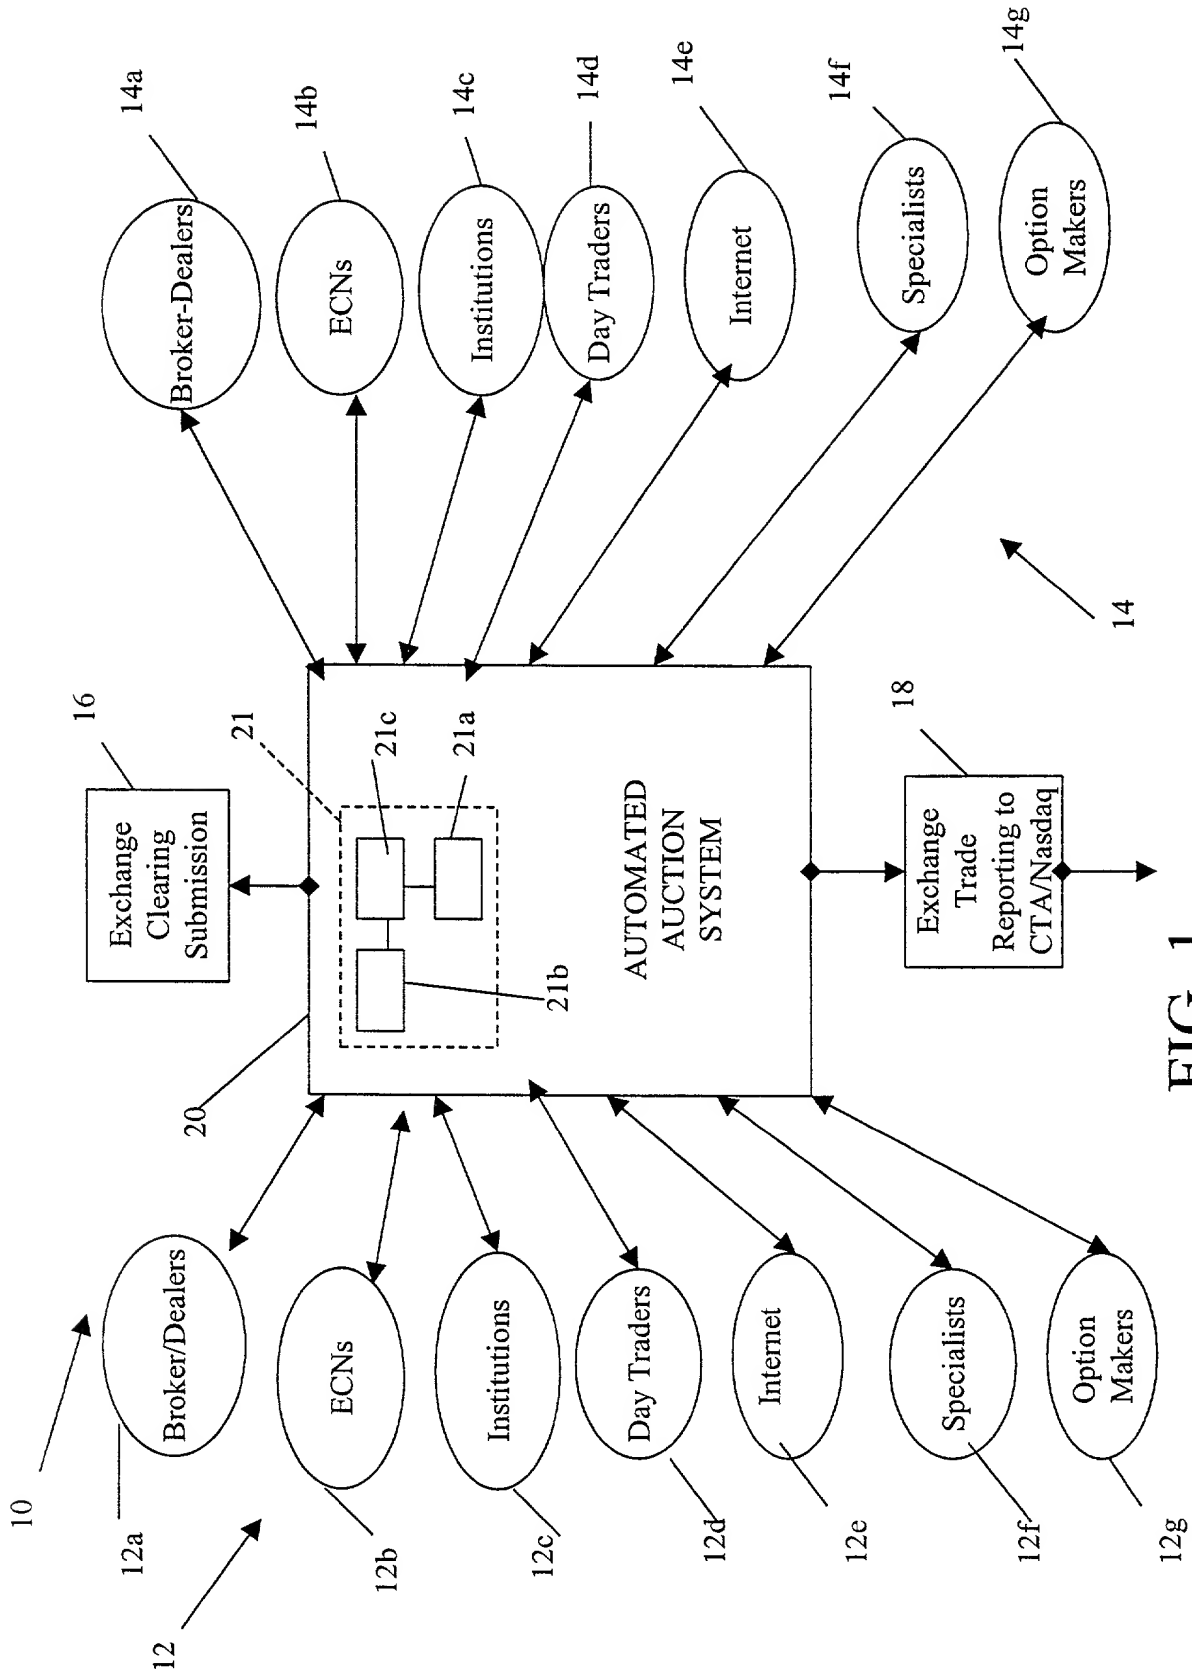 10
12
12a
Broker/Dealers
12b
ECNs
12c
Institutions
12d
Day Traders
12e
Internet
12f
Specialists
12g
Option
Makers
20
16
Exchange
Clearing
Submission
21
21c
21a
21b
AUTOMATED
AUCTION
SYSTEM
18
Exchange
Trade
Reporting to
CTA/Nasdaq
14
14a
Broker-Dealers
14b
ECNs
14c
Institutions
14d
Day Traders
14e
Internet
14f
Specialists
14g
Option
Makers
FIG. 1